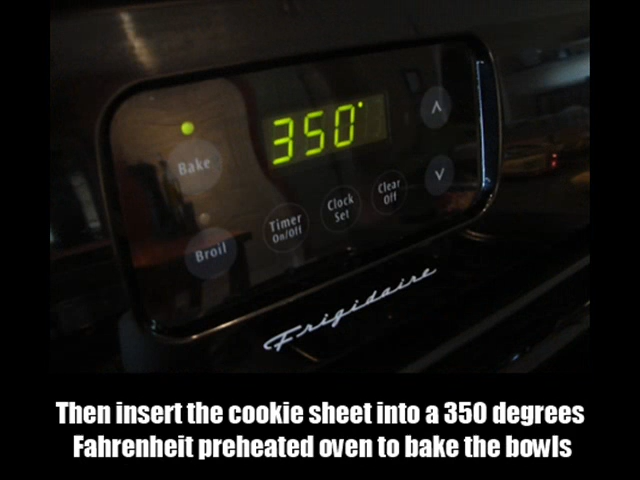 350°
Bake
Timer
On/Off
Clock
Set
Clear
Off
Broil
Frigidaire
Then insert the cookie sheet into a 350 degrees
Fahrenheit preheated oven to bake the bowls